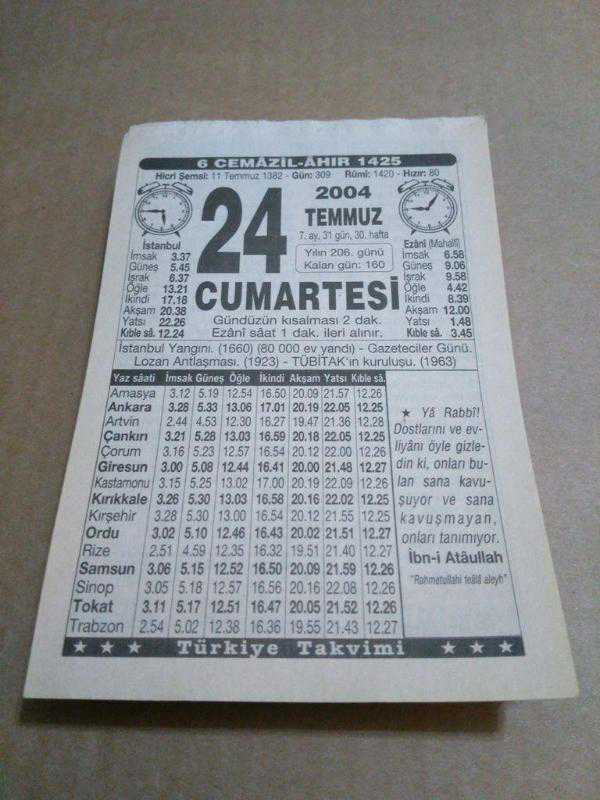 6 CEMÂZİL-ÂHIR 1425
Hicri Şemsi: 11 Temmuz 1382 - Gün: 309 Rûmî: 1420 - Hızır: 80
24
2004
TEMMUZ
7. ay, 31 gün, 30. hafta
Yılın 206. günü
Kalan gün: 160
CUMARTESİ
Gündüzün kısalması 2 dak.
Ezânî sâat 1 dak. ileri alınır.
İstanbul
İmsak 3.37
Güneş 5.45
İşrak 6.37
Öğle 13.21
İkindi 17.18
Akşam 20.38
Yatsı 22.26
Kıble sâ. 12.24
Ezânî (Mahallî)
İmsak 6.58
Güneş 9.06
İşrak 9.58
Öğle 4.42
İkindi 8.39
Akşam 12.00
Yatsı 1.48
Kıble sâ. 3.45
İstanbul Yangını. (1660) (80 000 ev yandı) - Gazeteciler Günü.
Lozan Antlaşması. (1923) - TÜBİTAK'ın kuruluşu. (1963)
Yaz sâati İmsak Güneş Öğle İkindi Akşam Yatsı Kıble sâ.
Amasya 3.12 5.19 12.54 16.50 20.09 21.57 12.26
Ankara 3.28 5.33 13.06 17.01 20.19 22.05 12.25
Artvin 2.44 4.53 12.30 16.27 19.47 21.36 12.28
Çankırı 3.21 5.28 13.03 16.59 20.18 22.05 12.25
Çorum 3.16 5.23 12.57 16.54 20.12 22.00 12.26
Giresun 3.00 5.08 12.44 16.41 20.00 21.48 12.27
Kastamonu 3.15 5.25 13.02 17.00 20.19 22.09 12.26
Kırıkkale 3.26 5.30 13.03 16.58 20.16 22.02 12.25
Kırşehir 3.28 5.30 13.00 16.54 20.12 21.55 12.25
Ordu 3.02 5.10 12.46 16.43 20.02 21.51 12.27
Rize 2.51 4.59 12.35 16.32 19.51 21.40 12.27
Samsun 3.06 5.15 12.52 16.50 20.09 21.59 12.26
Sinop 3.05 5.18 12.57 16.56 20.16 22.08 12.26
Tokat 3.11 5.17 12.51 16.47 20.05 21.52 12.26
Trabzon 2.54 5.02 12.38 16.36 19.55 21.43 12.27
★ Yâ Rabbî!
Dostlarını ve ev-
liyânı öyle gizle-
din ki, onları bu-
lan sana kavu-
şuyor ve sana
kavuşmayan,
onları tanımıyor.
İbn-i Atâullah
"Rahmetullahi teâlâ aleyh"
★ ★ ★ Türkiye Takvimi ★ ★ ★